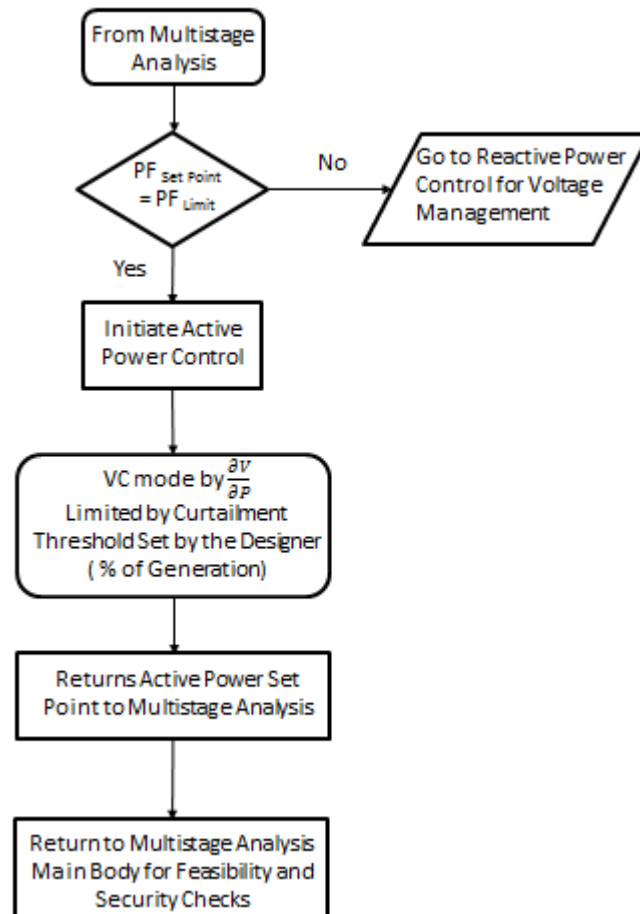 From Multistage
Analysis
PF Set Point
= PF Limit
No
Go to Reactive Power
Control for Voltage
Management
Yes
Initiate Active
Power Control
VC mode by ∂V/∂P
Limited by Curtailment
Threshold Set by the Designer
( % of Generation)
Returns Active Power Set
Point to Multistage Analysis
Return to Multistage Analysis
Main Body for Feasibility and
Security Checks